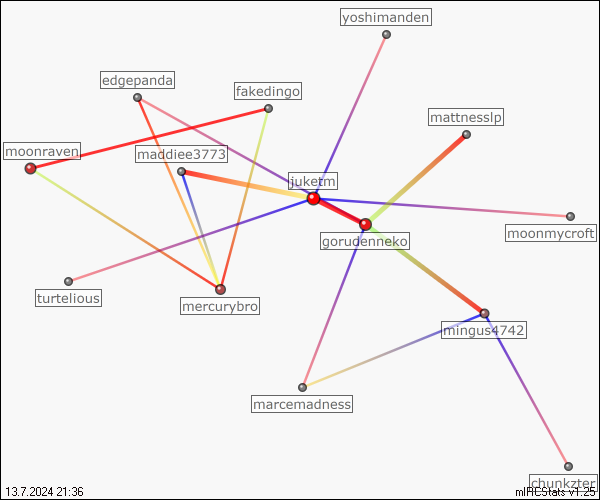 yoshimanden
edgepanda
fakedingo
mattnesslp
moonraven
maddiee3773
juketm
moonmycroft
gorudenneko
turtelious
mercurybro
mingus4742
marcemadness
chunkzter
13.7.2024 21:36
mIRCStats v1.25